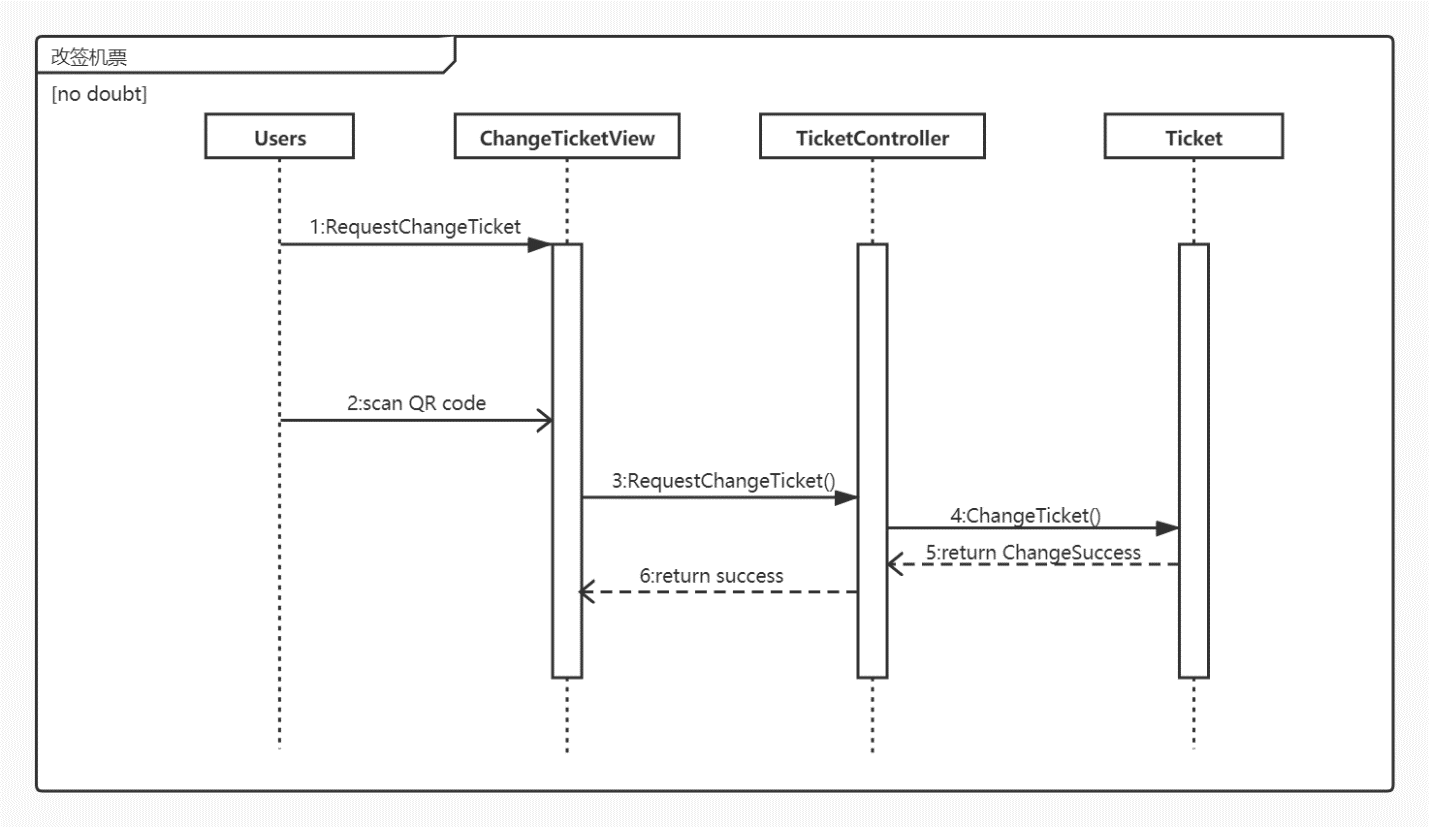 改签机票
[no doubt]
Users
ChangeTicketView
TicketController
Ticket
1:RequestChangeTicket
2:scan QR code
3:RequestChangeTicket()
4:ChangeTicket()
5:return ChangeSuccess
6:return success